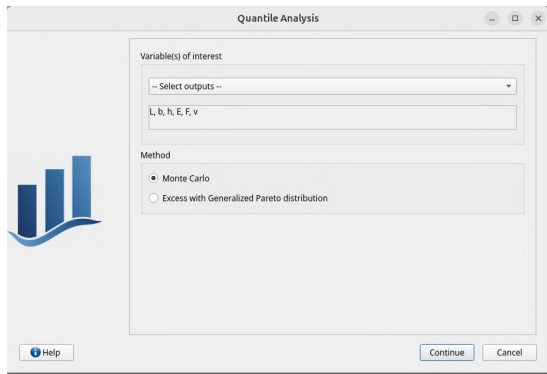 Quantile Analysis
Variable(s) of interest
-- Select outputs --
L, b, h, E, F, v
Method
Monte Carlo
Excess with Generalized Pareto distribution
Help
Continue
Cancel